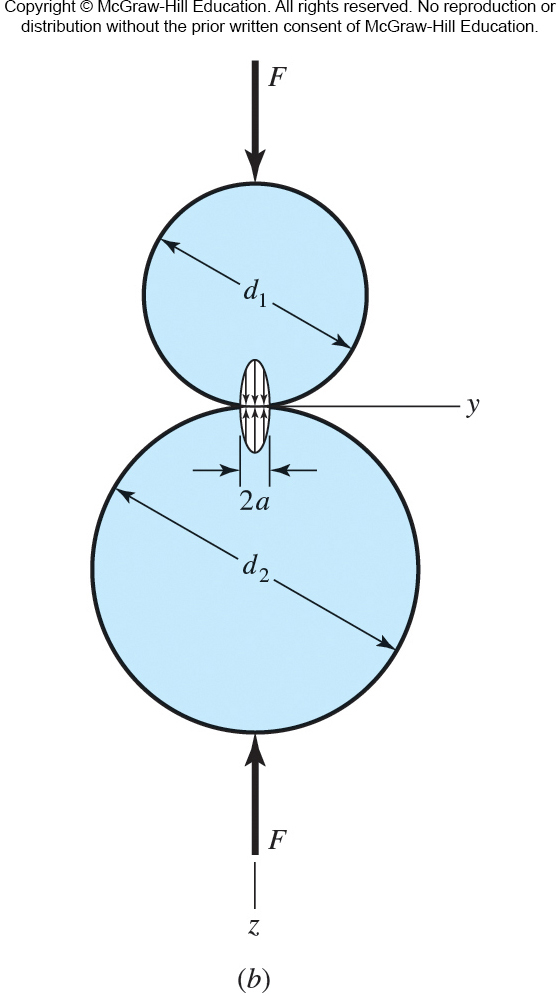 Copyright © McGraw-Hill Education. All rights reserved. No reproduction or
distribution without the prior written consent of McGraw-Hill Education.
F
d1
y
2a
d2
F
z
(b)